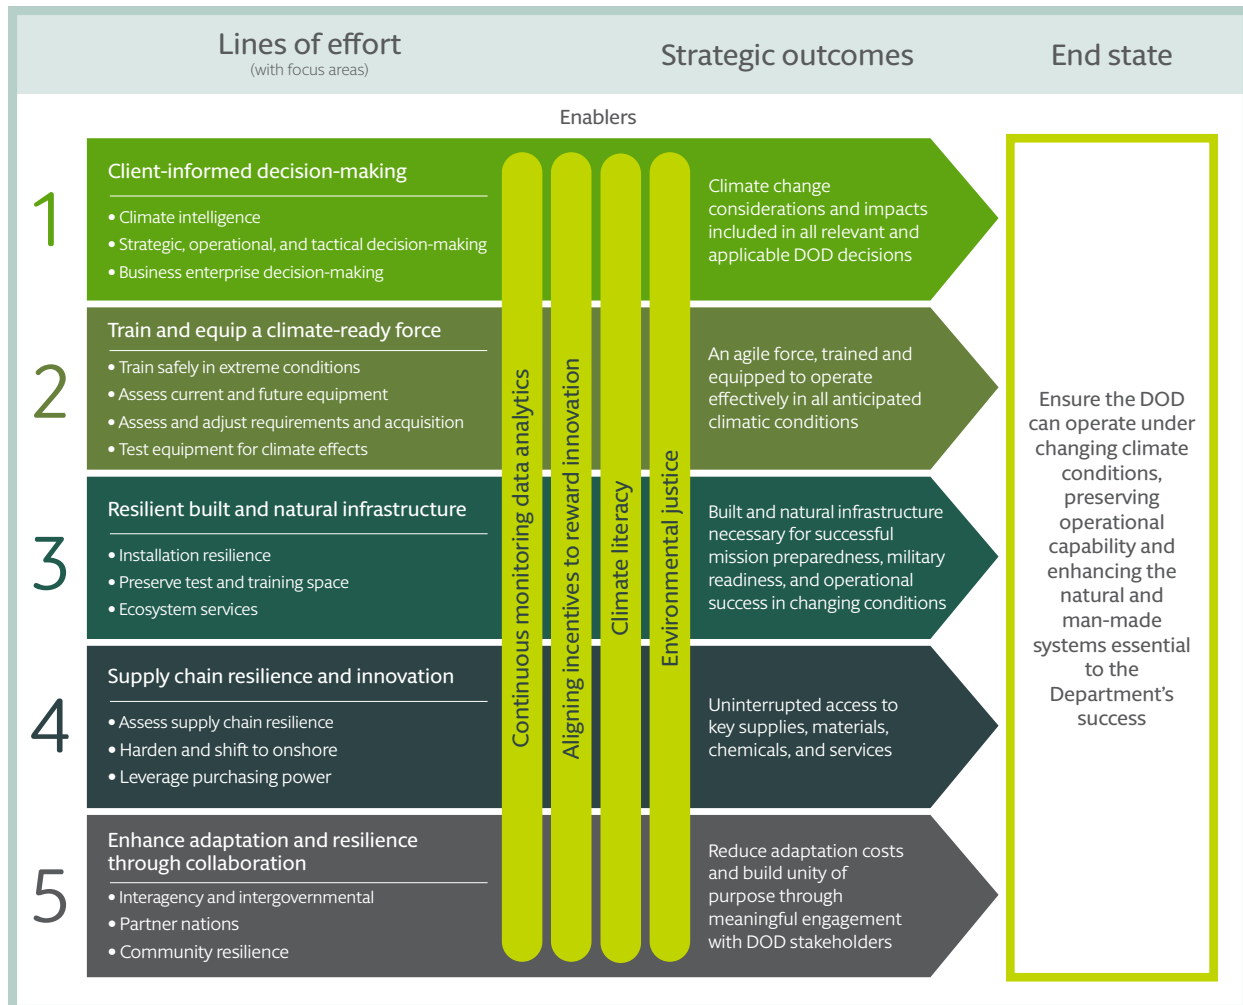 Lines of effort
(with focus areas)
Strategic outcomes
End state
Enablers
1
Client-informed decision-making
• Climate intelligence
• Strategic, operational, and tactical decision-making
• Business enterprise decision-making
Climate change
considerations and impacts
included in all relevant and
applicable DOD decisions
2
Train and equip a climate-ready force
• Train safely in extreme conditions
• Assess current and future equipment
• Assess and adjust requirements and acquisition
• Test equipment for climate effects
An agile force, trained and
equipped to operate
effectively in all anticipated
climatic conditions
3
Resilient built and natural infrastructure
• Installation resilience
• Preserve test and training space
• Ecosystem services
Built and natural infrastructure
necessary for successful
mission preparedness, military
readiness, and operational
success in changing conditions
4
Supply chain resilience and innovation
• Assess supply chain resilience
• Harden and shift to onshore
• Leverage purchasing power
Uninterrupted access to
key supplies, materials,
chemicals, and services
5
Enhance adaptation and resilience
through collaboration
• Interagency and intergovernmental
• Partner nations
• Community resilience
Reduce adaptation costs
and build unity of
purpose through
meaningful engagement
with DOD stakeholders
Continuous monitoring data analytics
Aligning incentives to reward innovation
Climate literacy
Environmental justice
Ensure the DOD
can operate under
changing climate
conditions,
preserving
operational
capability and
enhancing the
natural and
man-made
systems essential
to the
Department's
success